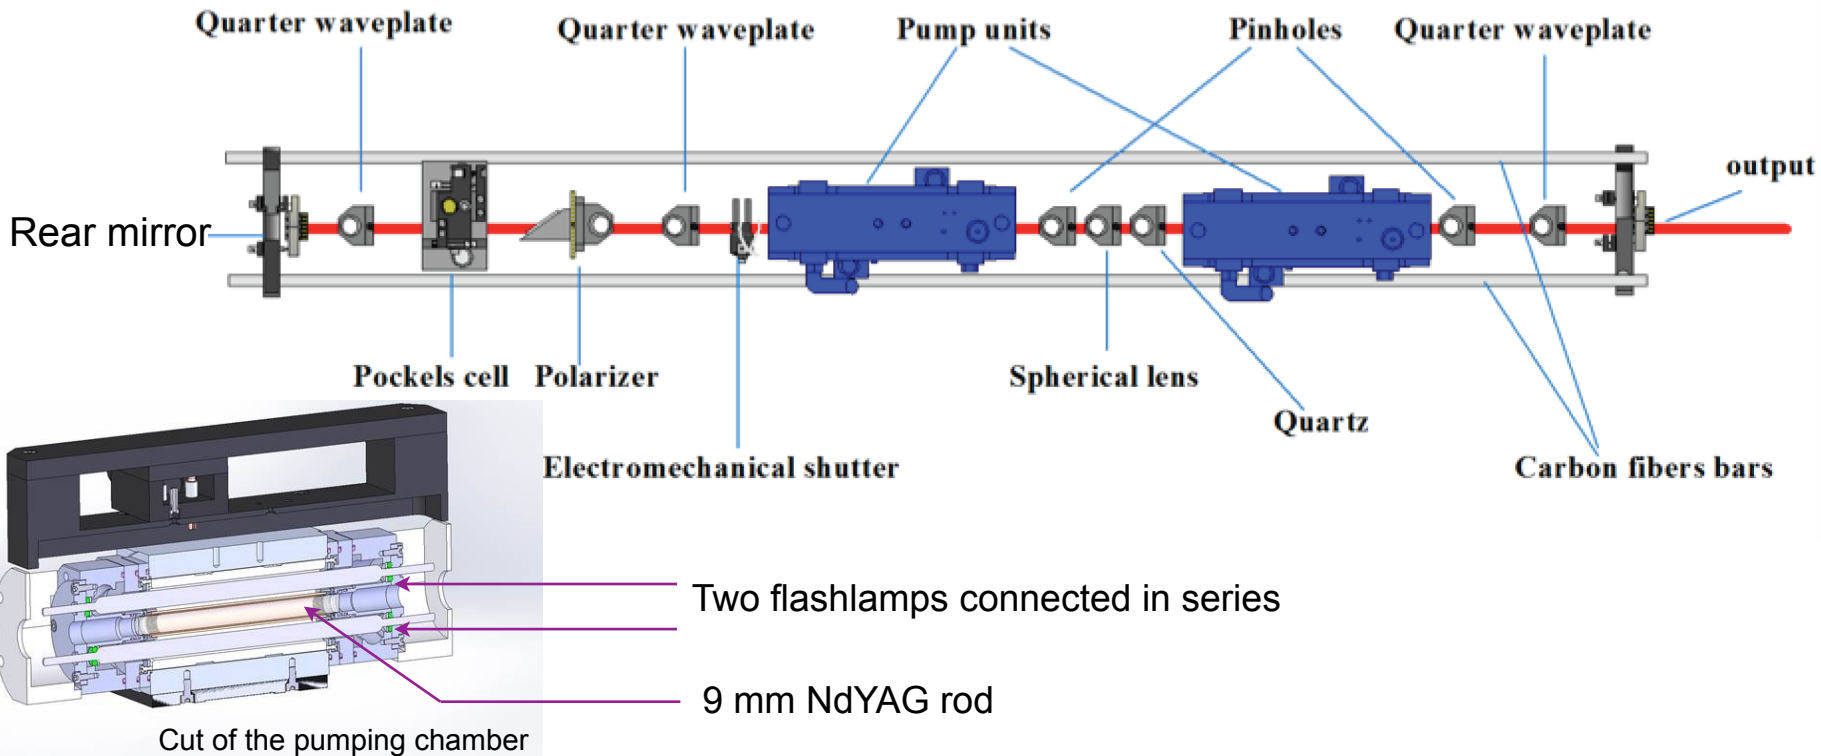 Quarter waveplate
Quarter waveplate
Pump units
Pinholes
Quarter waveplate
output
Rear mirror
Pockels cell
Polarizer
Spherical lens
Quartz
Electromechanical shutter
Carbon fibers bars
Two flashlamps connected in series
9 mm NdYAG rod
Cut of the pumping chamber